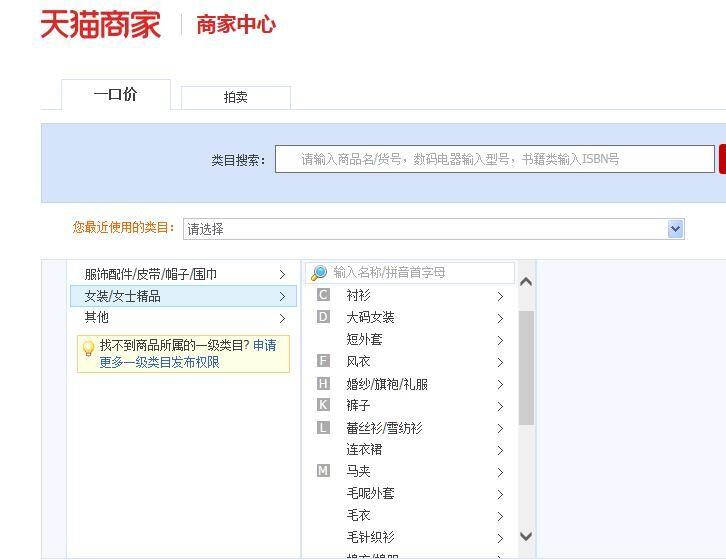 天猫商家 商家中心
一口价 拍卖
类目搜索: 请输入商品名/货号，数码电器输入型号，书籍类输入ISBN号
您最近使用的类目: 请选择
服饰配件/皮带/帽子/围巾
女装/女士精品
其他
找不到商品所属的一级类目? 申请
更多一级类目发布权限
输入名称/拼音首字母
C 衬衫
D 大码女装
短外套
F 风衣
H 婚纱/旗袍/礼服
K 裤子
L 蕾丝衫/雪纺衫
连衣裙
M 马夹
毛呢外套
毛衣
毛针织衫